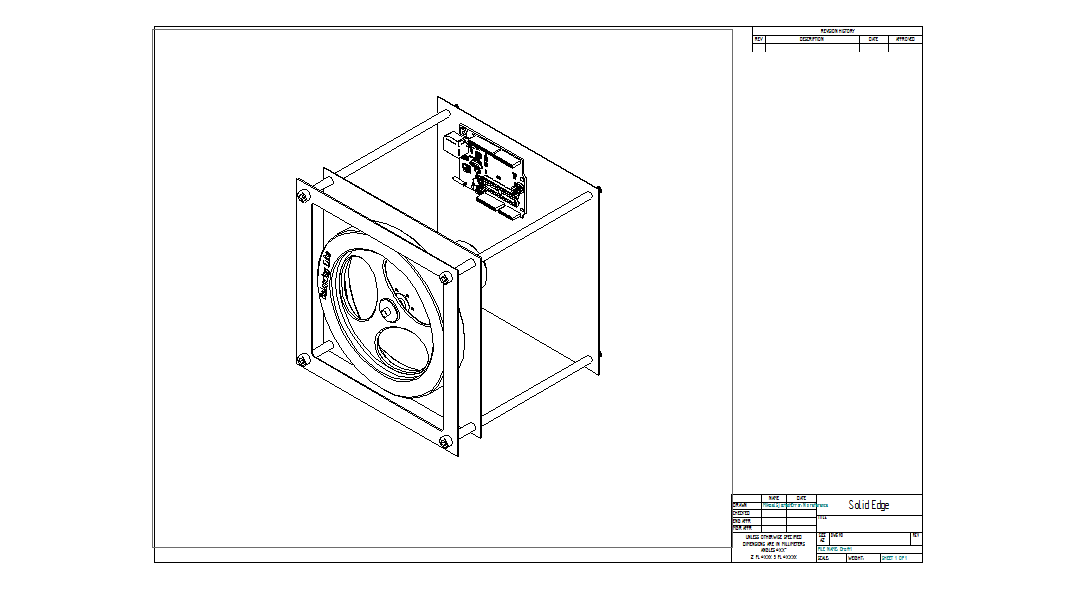 REVISION HISTORY
REV DESCRIPTION DATE APPROVED
NAME DATE
DRAWN
CHECKED
ENG APPR
MGR APPR
UNLESS OTHERWISE SPECIFIED
DIMENSIONS ARE IN MILLIMETERS
ANGLES ±X.X°
2 PL ±X.XX 3 PL ±X.XXX
Solid Edge
TITLE
SIZE
A2
DWG NO
REV
FILE NAME: Draft1
SCALE: WEIGHT: SHEET 1 OF 1